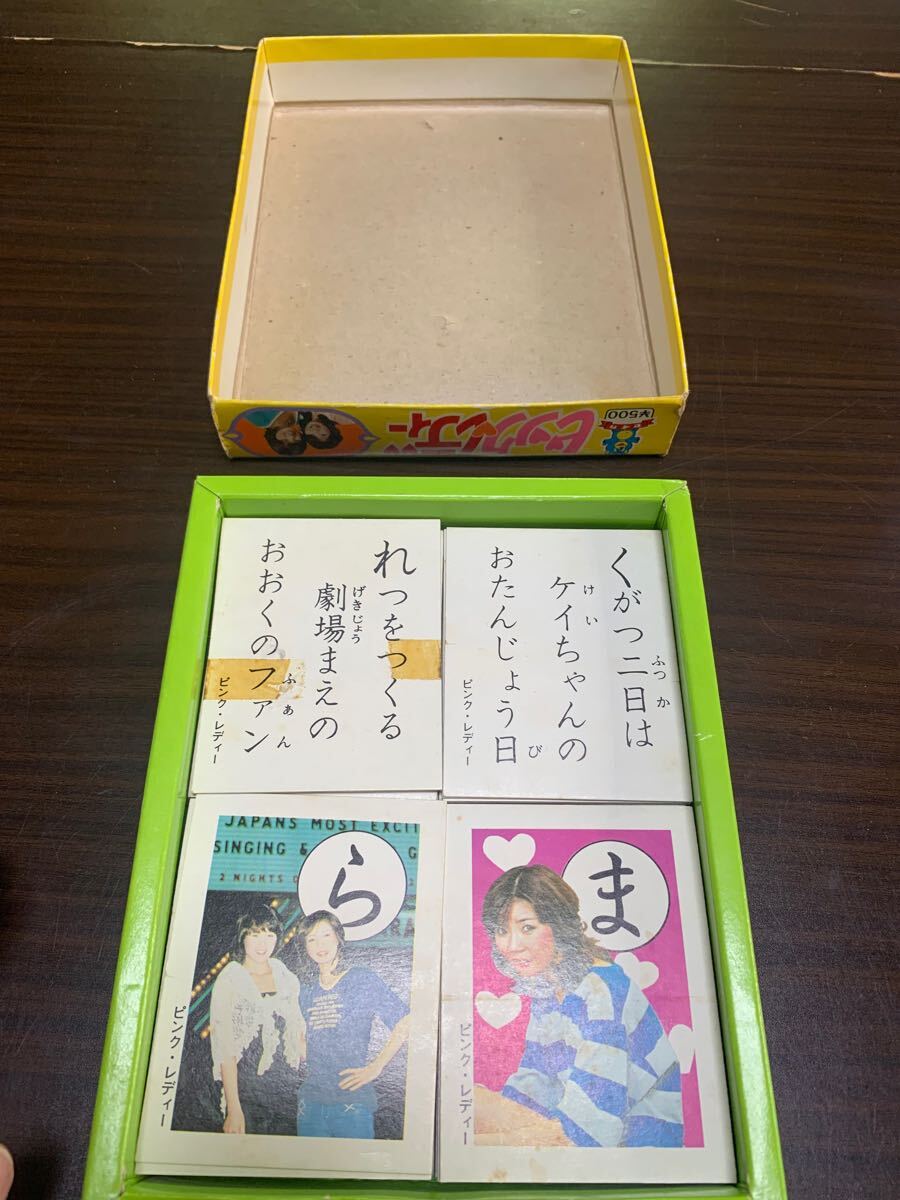 ¥500
ピンク・レディー
れつをつくる
劇場まえの
げきじょう
おおくのファン
ふぁん
ピンク・レディー
くがつ二日は
ふつか
ケイちゃんの
けい
おたんじょう日
び
ピンク・レディー
JAPANS MOST EXCIT
SINGING &
2 NIGHTS
ら
ピンク・レディー
ま
ピンク・レディー